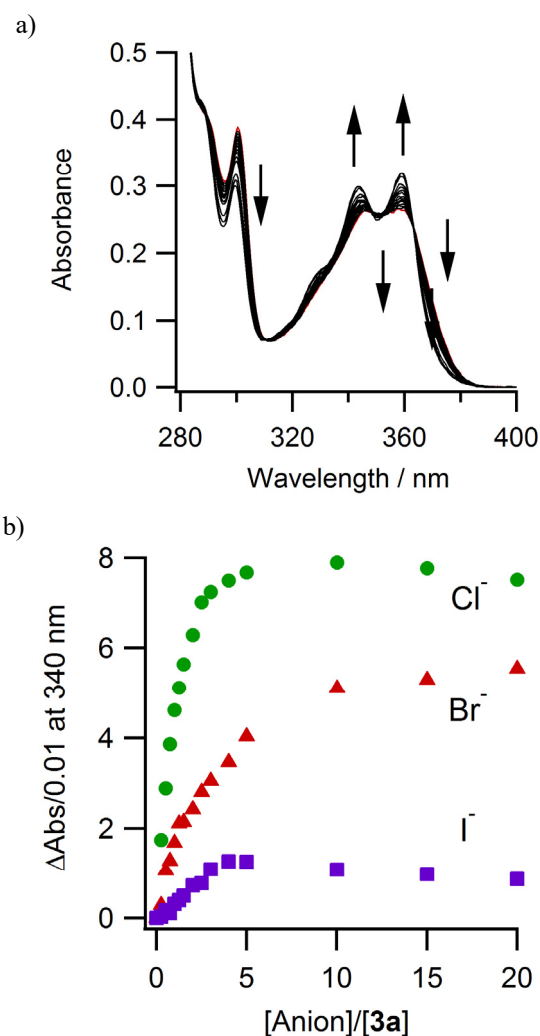 a)
0.5
0.4
0.3
0.2
0.1
0.0
Absorbance
280
320
360
400
Wavelength / nm
b)
8
6
4
2
0
ΔAbs/0.01 at 340 nm
Cl⁻
Br⁻
I⁻
0
5
10
15
20
[Anion]/[3a]